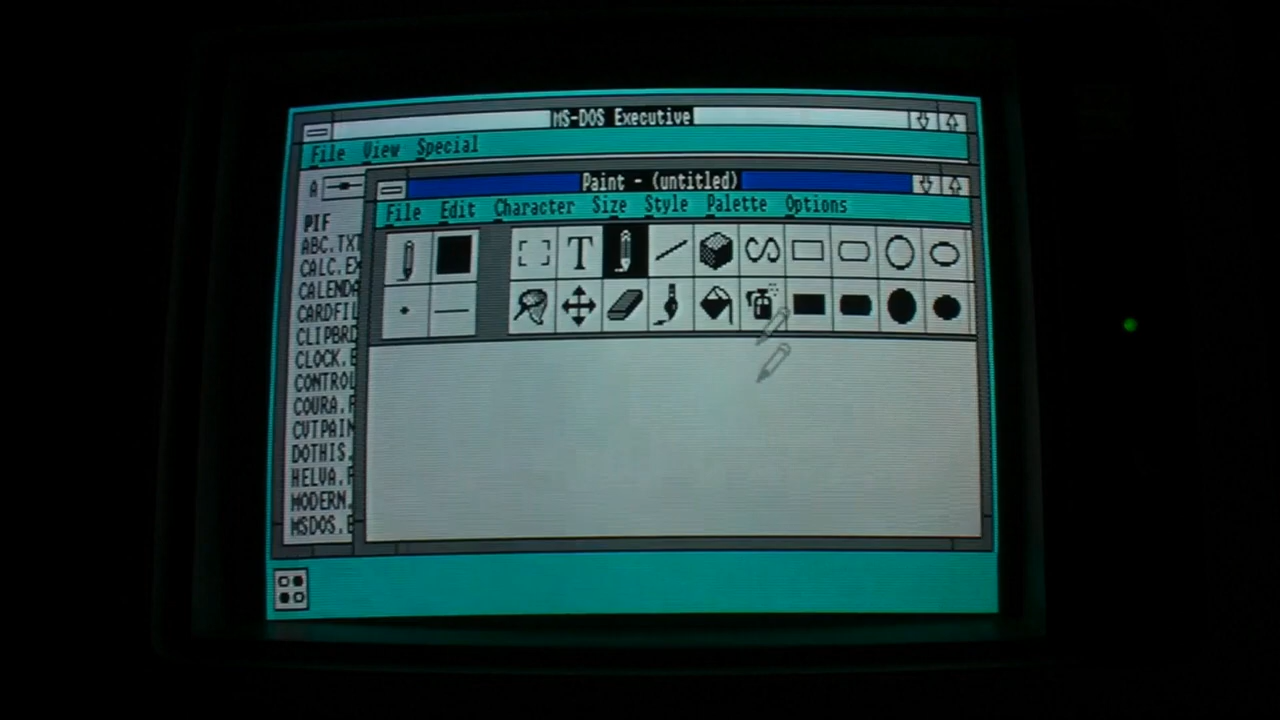 MS-DOS Executive
File View Special
A
Paint - (untitled)
File Edit Character Size Style Palette Options
T
PIF
ABC.TXT
CALC.EX
CALENDA
CARDFIL
CLIPBRD
CLOCK.E
CONTROL
COURA.F
CVTPAIN
DOTHIS.
HELVA.F
MODERN.
MSDOS.E